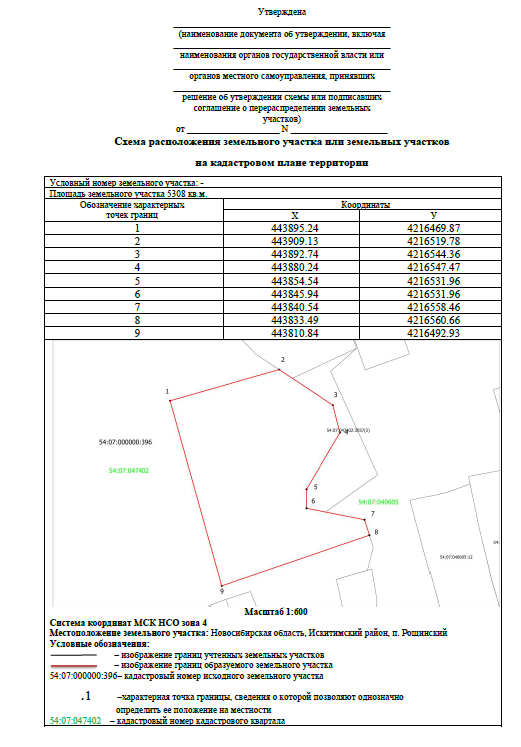 Утверждена
(наименование документа об утверждении, включая
наименования органов государственной власти или
органов местного самоуправления, принявших
решение об утверждении схемы или подписавших
соглашение о перераспределении земельных
участков)
от ____________________ N ____________________
Схема расположения земельного участка или земельных участков
на кадастровом плане территории
Условный номер земельного участка: -
Площадь земельного участка 5308 кв.м.
Обозначение характерных точек границ Координаты
X У
1 443895.24 4216469.87
2 443909.13 4216519.78
3 443892.74 4216544.36
4 443880.24 4216547.47
5 443854.54 4216531.96
6 443845.94 4216531.96
7 443840.54 4216558.46
8 443833.49 4216560.66
9 443810.84 4216492.93
2
1
3
4
54:07:000000:396
54:07:047402
5
54:07:040605
6
7
8
54:07:040605:12
54:
9
Масштаб 1:600
Система координат МСК НСО зона 4
Местоположение земельного участка: Новосибирская область, Искитимский район, п. Рощинский
Условные обозначения:
– изображение границ учтенных земельных участков
– изображение границ образуемого земельного участка
54:07:000000:396– кадастровый номер исходного земельного участка
.1 –характерная точка границы, сведения о которой позволяют однозначно
определить ее положение на местности
54:07:047402 – кадастровый номер кадастрового квартала